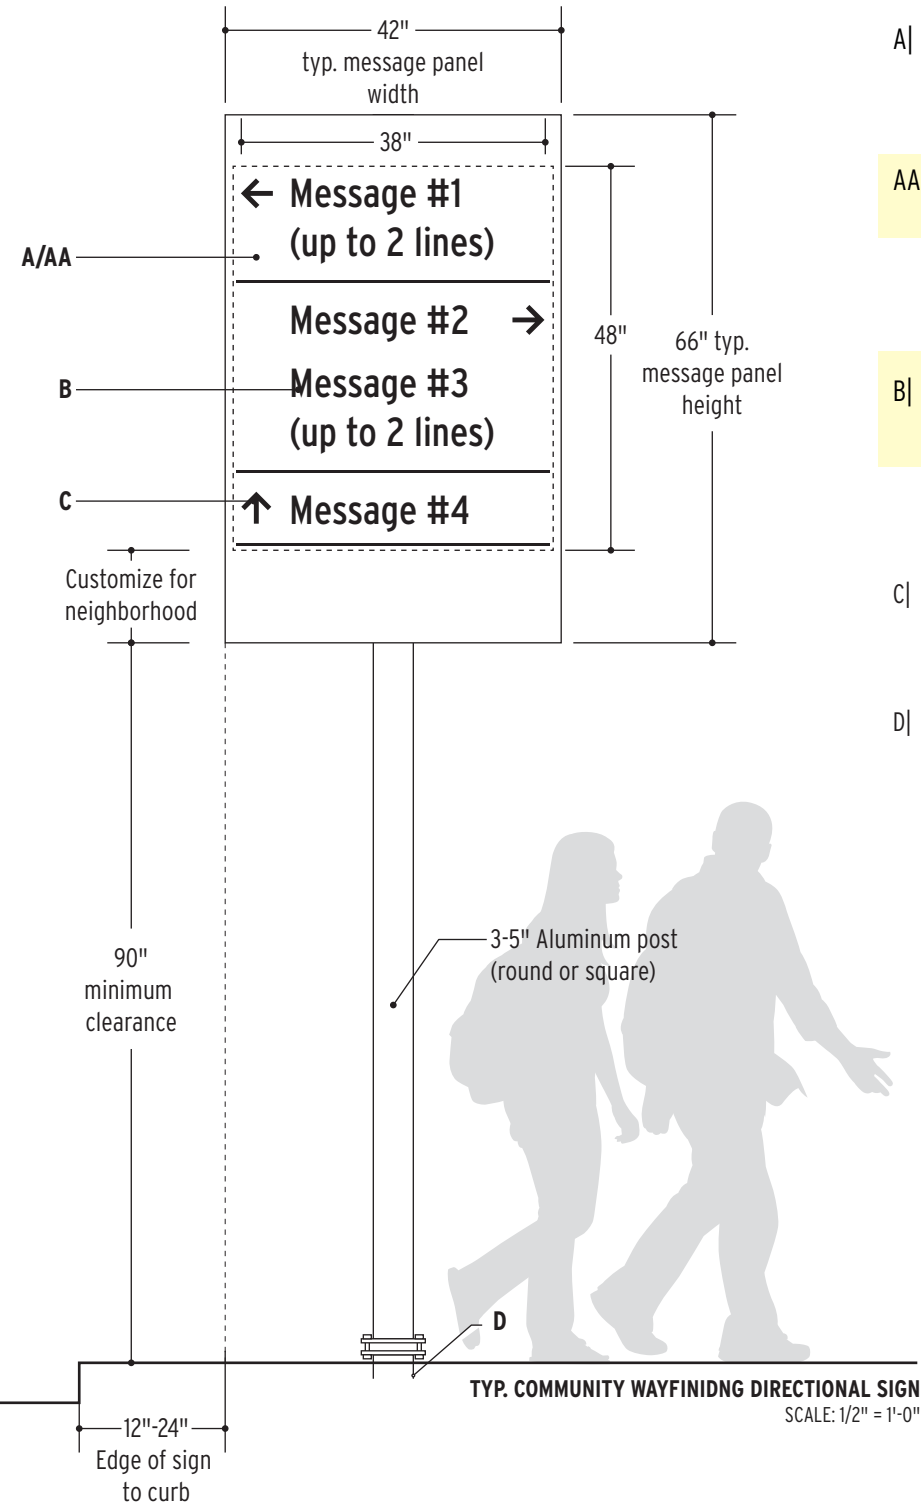 42"
typ. message panel
width
38"
A|
AA
B|
C|
D|
← Message #1
(up to 2 lines)
A/AA
Message #2 →
48"
66" typ.
message panel
height
B
Message #3
(up to 2 lines)
C
↑ Message #4
Customize for
neighborhood
90"
minimum
clearance
3-5" Aluminum post
(round or square)
D
TYP. COMMUNITY WAYFINIDNG DIRECTIONAL SIGN
SCALE: 1/2" = 1'-0"
12"-24"
Edge of sign
to curb